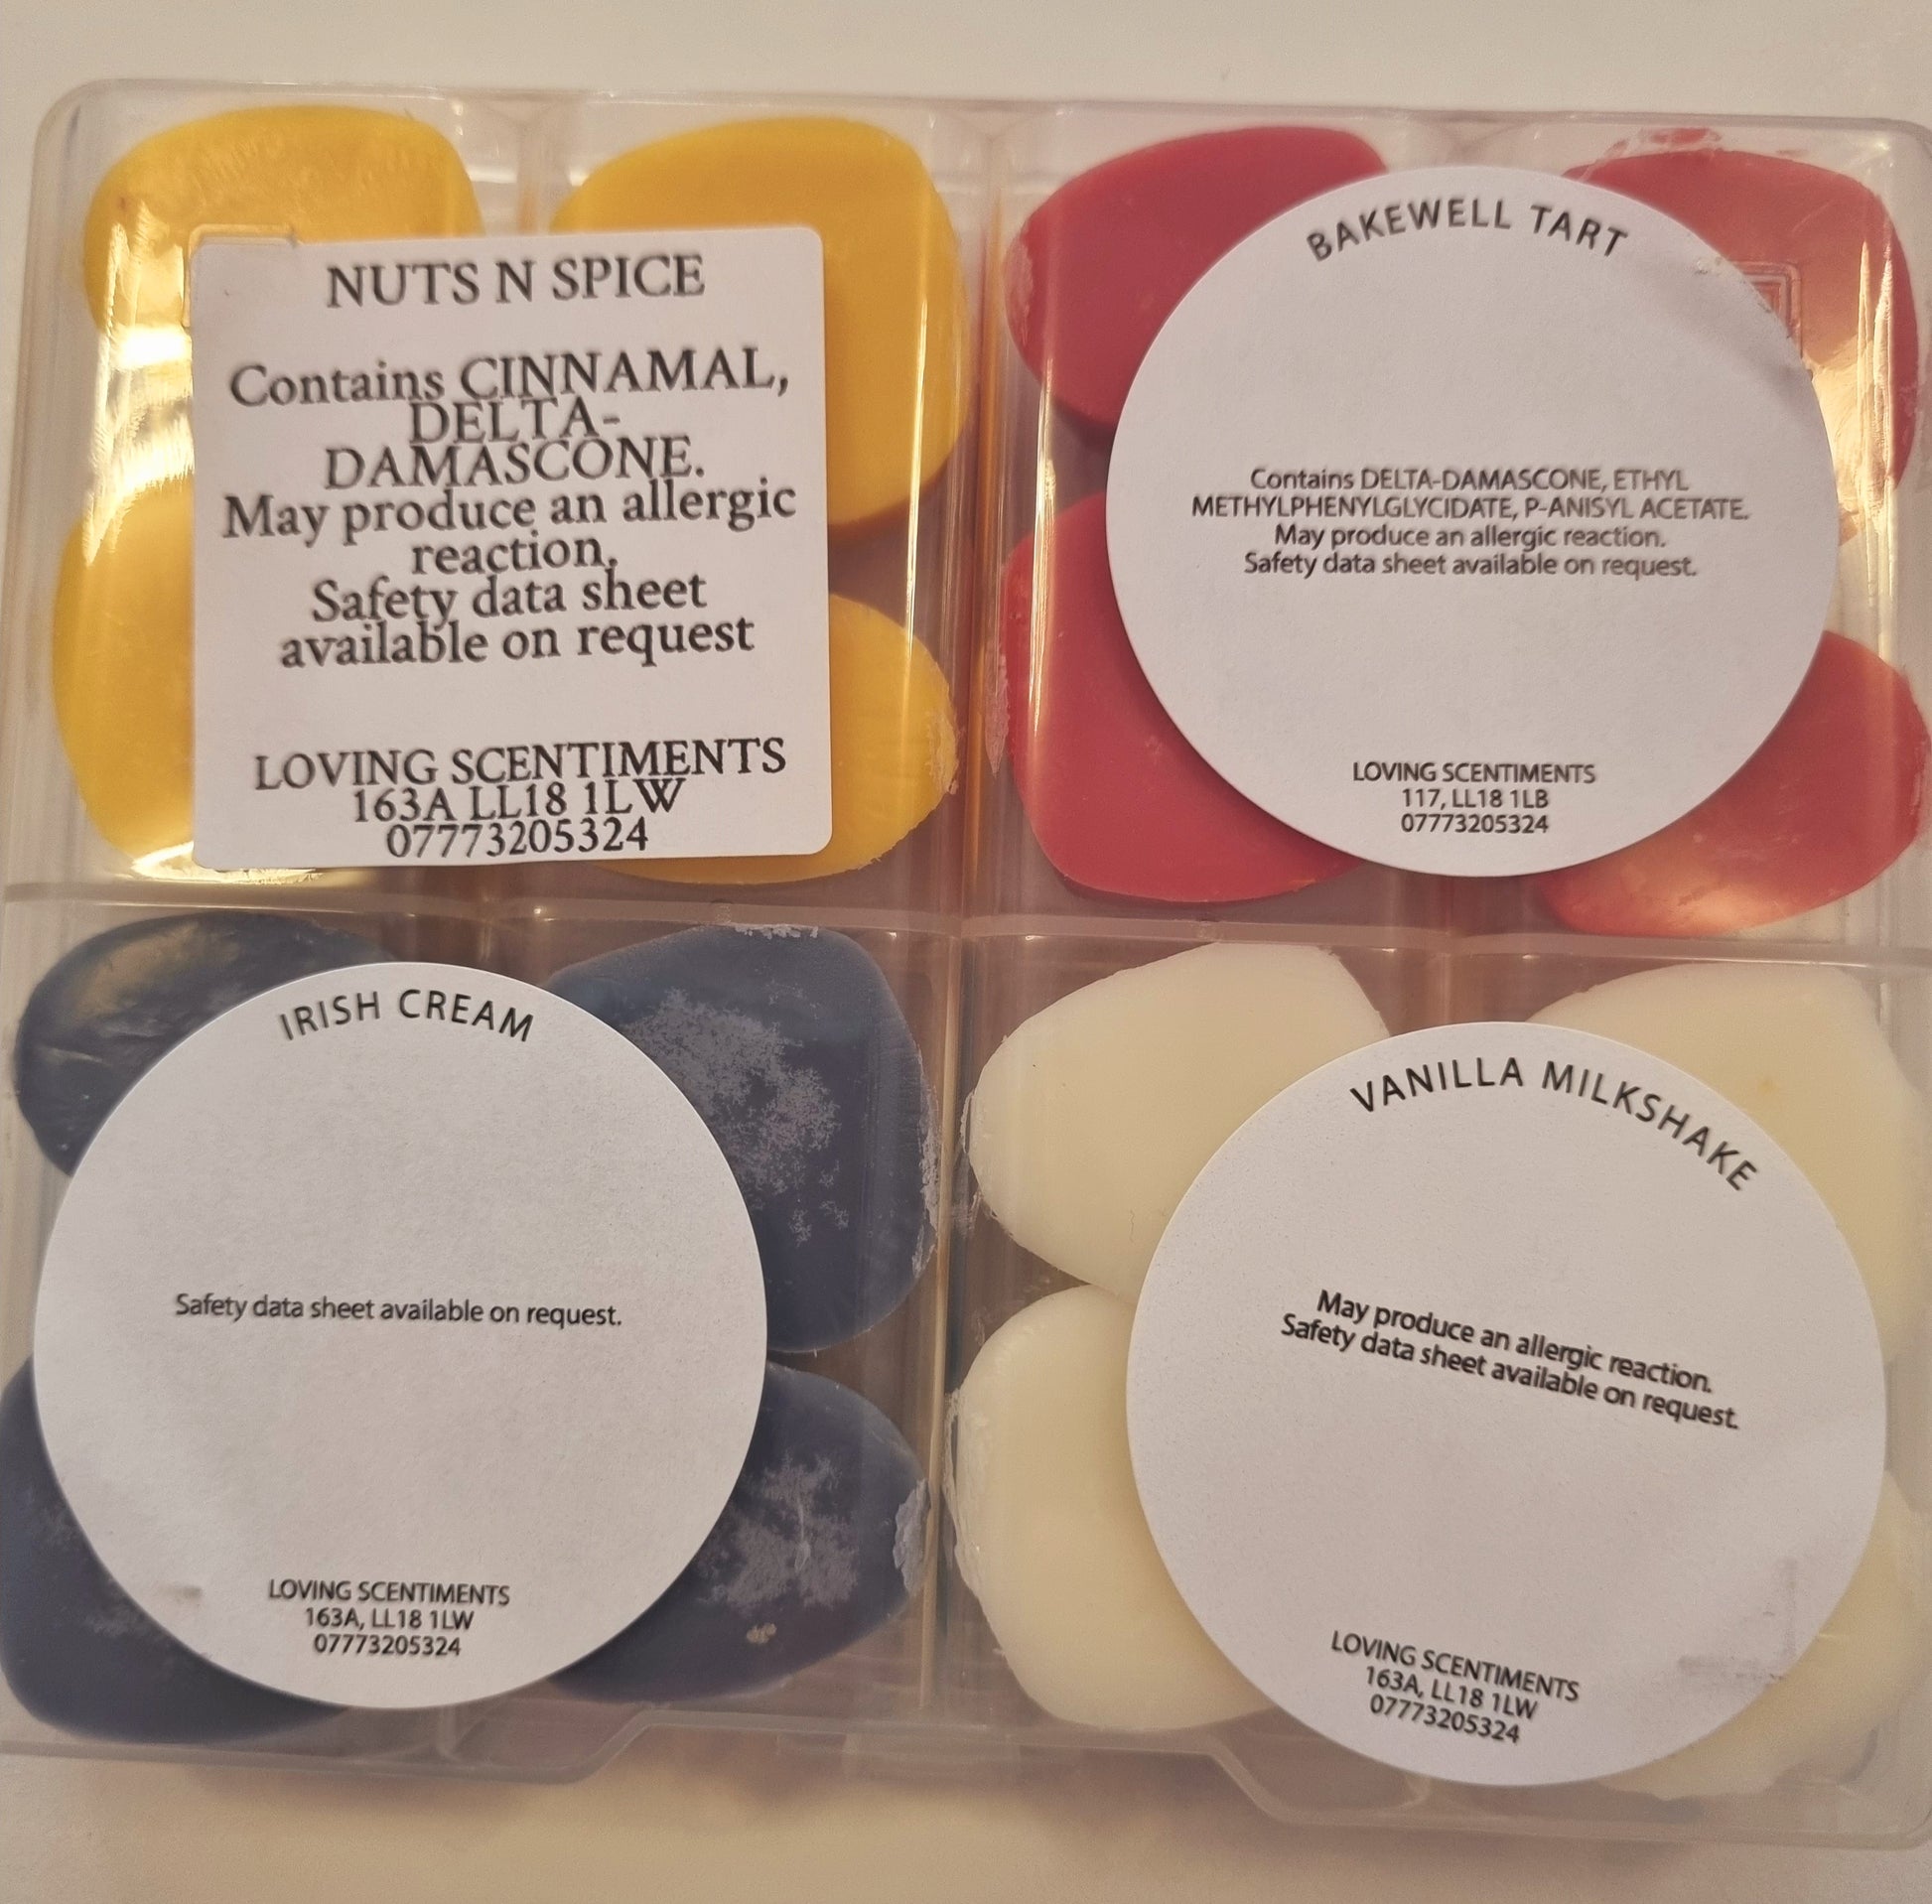 NUTS N SPICE
Contains CINNAMAL,
DELTA-
DAMASCONE.
May produce an allergic
reaction,
Safety data sheet
available on request
LOVING SCENTIMENTS
163A LL18 1LW
07773205324
BAKEWELL TART
Contains DELTA-DAMASCONE, ETHYL
METHYLPHENYLGLYCIDATE, P-ANISYL ACETATE.
May produce an allergic reaction.
Safety data sheet available on request.
LOVING SCENTIMENTS
117, LL18 1LB
07773205324
IRISH CREAM
Safety data sheet available on request.
LOVING SCENTIMENTS
163A, LL18 1LW
07773205324
VANILLA MILKSHAKE
May produce an allergic reaction.
Safety data sheet available on request.
LOVING SCENTIMENTS
163A, LL18 1LW
07773205324